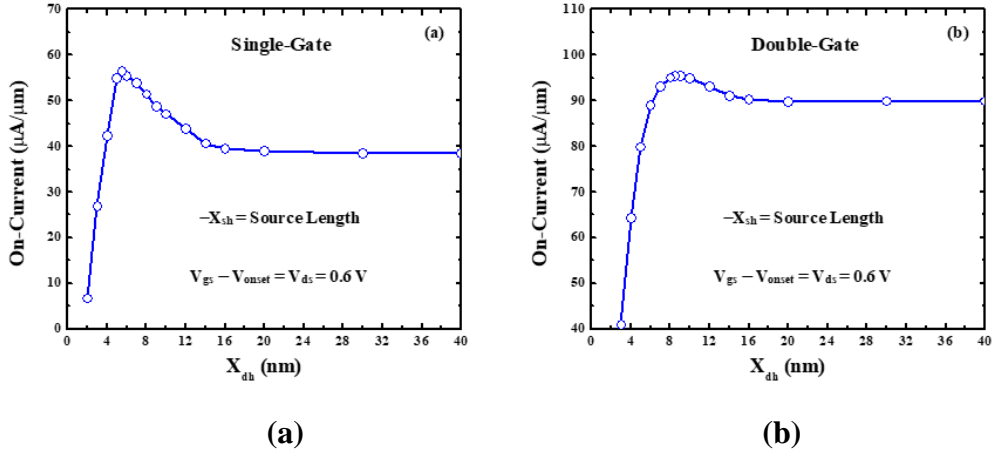 (a)
Single-Gate
70
60
50
40
30
20
10
0
On-Current (μA/μm)
−Xsh = Source Length
Vgs − Vonset = Vds = 0.6 V
0 4 8 12 16 20 24 28 32 36 40
Xdh (nm)
(a)
(b)
Double-Gate
110
100
90
80
70
60
50
40
On-Current (μA/μm)
−Xsh = Source Length
Vgs − Vonset = Vds = 0.6 V
0 4 8 12 16 20 24 28 32 36 40
Xdh (nm)
(b)